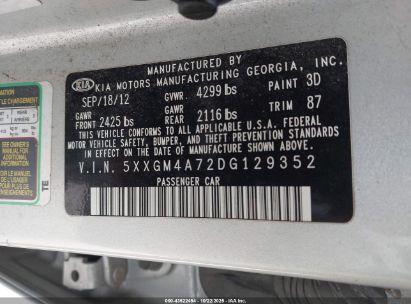 MANUFACTURED BY
KIA KIA MOTORS MANUFACTURING GEORGIA, INC.
SEP/18/12 GVWR 4299 lbs PAINT 3D
GAWR FRONT 2425 lbs GAWR REAR 2116 lbs TRIM 87
THIS VEHICLE CONFORMS TO ALL APPLICABLE U.S.A. FEDERAL
MOTOR VEHICLE SAFETY, BUMPER, AND THEFT PREVENTION STANDARDS
IN EFFECT ON THE DATE OF MANUFACTURE SHOWN ABOVE.
V.I.N. 5XXGM4A72DG129352
PASSENGER CAR